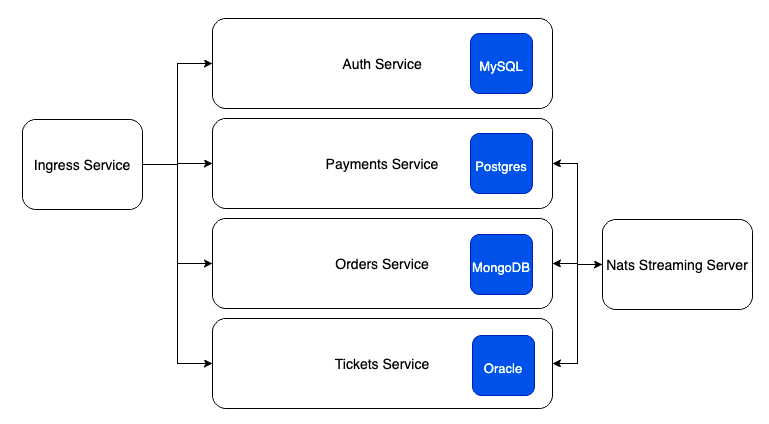 Auth Service
MySQL
Ingress Service
Payments Service
Postgres
Orders Service
MongoDB
Nats Streaming Server
Tickets Service
Oracle